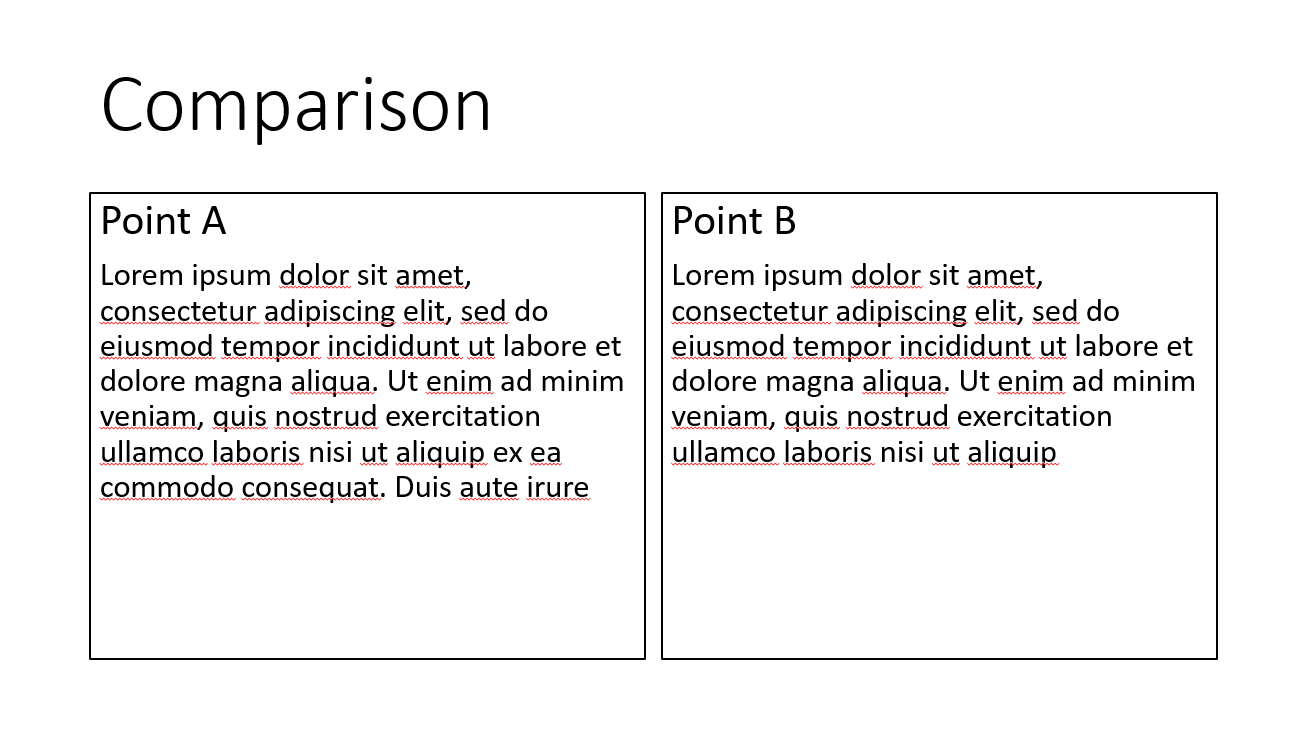 Comparison
Point A
Lorem ipsum dolor sit amet,
consectetur adipiscing elit, sed do
eiusmod tempor incididunt ut labore et
dolore magna aliqua. Ut enim ad minim
veniam, quis nostrud exercitation
ullamco laboris nisi ut aliquip ex ea
commodo consequat. Duis aute irure
Point B
Lorem ipsum dolor sit amet,
consectetur adipiscing elit, sed do
eiusmod tempor incididunt ut labore et
dolore magna aliqua. Ut enim ad minim
veniam, quis nostrud exercitation
ullamco laboris nisi ut aliquip